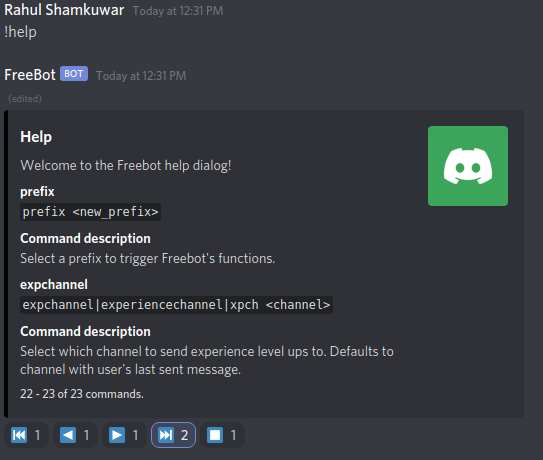 Rahul Shamkuwar Today at 12:31 PM
!help
FreeBot BOT Today at 12:31 PM
(edited)
Help
Welcome to the Freebot help dialog!
prefix
prefix <new_prefix>
Command description
Select a prefix to trigger Freebot's functions.
expchannel
expchannel|experiencechannel|xpch <channel>
Command description
Select which channel to send experience level ups to. Defaults to
channel with user's last sent message.
22 - 23 of 23 commands.
1 1 1 2 1